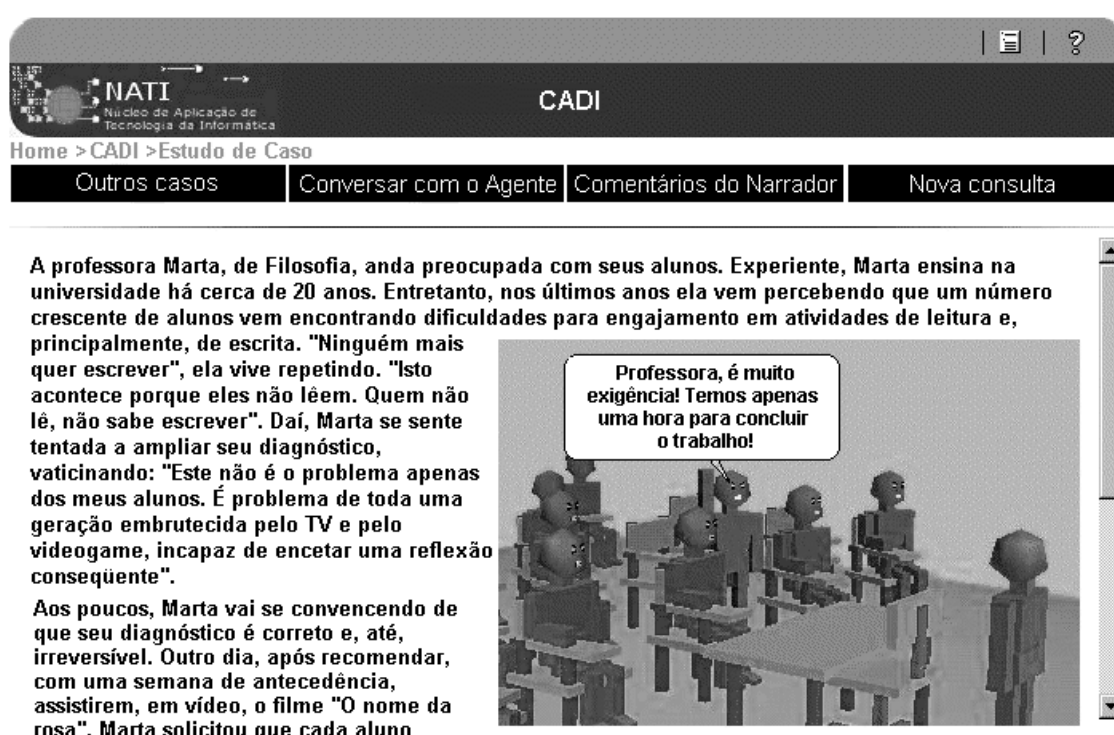 NATI
Núcleo de Aplicação de
Tecnologia da Informática
CADI
Home >CADI >Estudo de Caso
Outros casos
Conversar com o Agente
Comentários do Narrador
Nova consulta
A professora Marta, de Filosofia, anda preocupada com seus alunos. Experiente, Marta ensina na
universidade há cerca de 20 anos. Entretanto, nos últimos anos ela vem percebendo que um número
crescente de alunos vem encontrando dificuldades para engajamento em atividades de leitura e,
principalmente, de escrita. "Ninguém mais
quer escrever", ela vive repetindo. "Isto
acontece porque eles não lêem. Quem não
lê, não sabe escrever". Daí, Marta se sente
tentada a ampliar seu diagnóstico,
vaticinando: "Este não é o problema apenas
dos meus alunos. É problema de toda uma
geração embrutecida pelo TV e pelo
videogame, incapaz de encetar uma reflexão
conseqüente".
Aos poucos, Marta vai se convencendo de
que seu diagnóstico é correto e, até,
irreversível. Outro dia, após recomendar,
com uma semana de antecedência,
assistirem, em vídeo, o filme "O nome da
rosa", Marta solicitou que cada aluno
Professora, é muito
exigência! Temos apenas
uma hora para concluir
o trabalho!